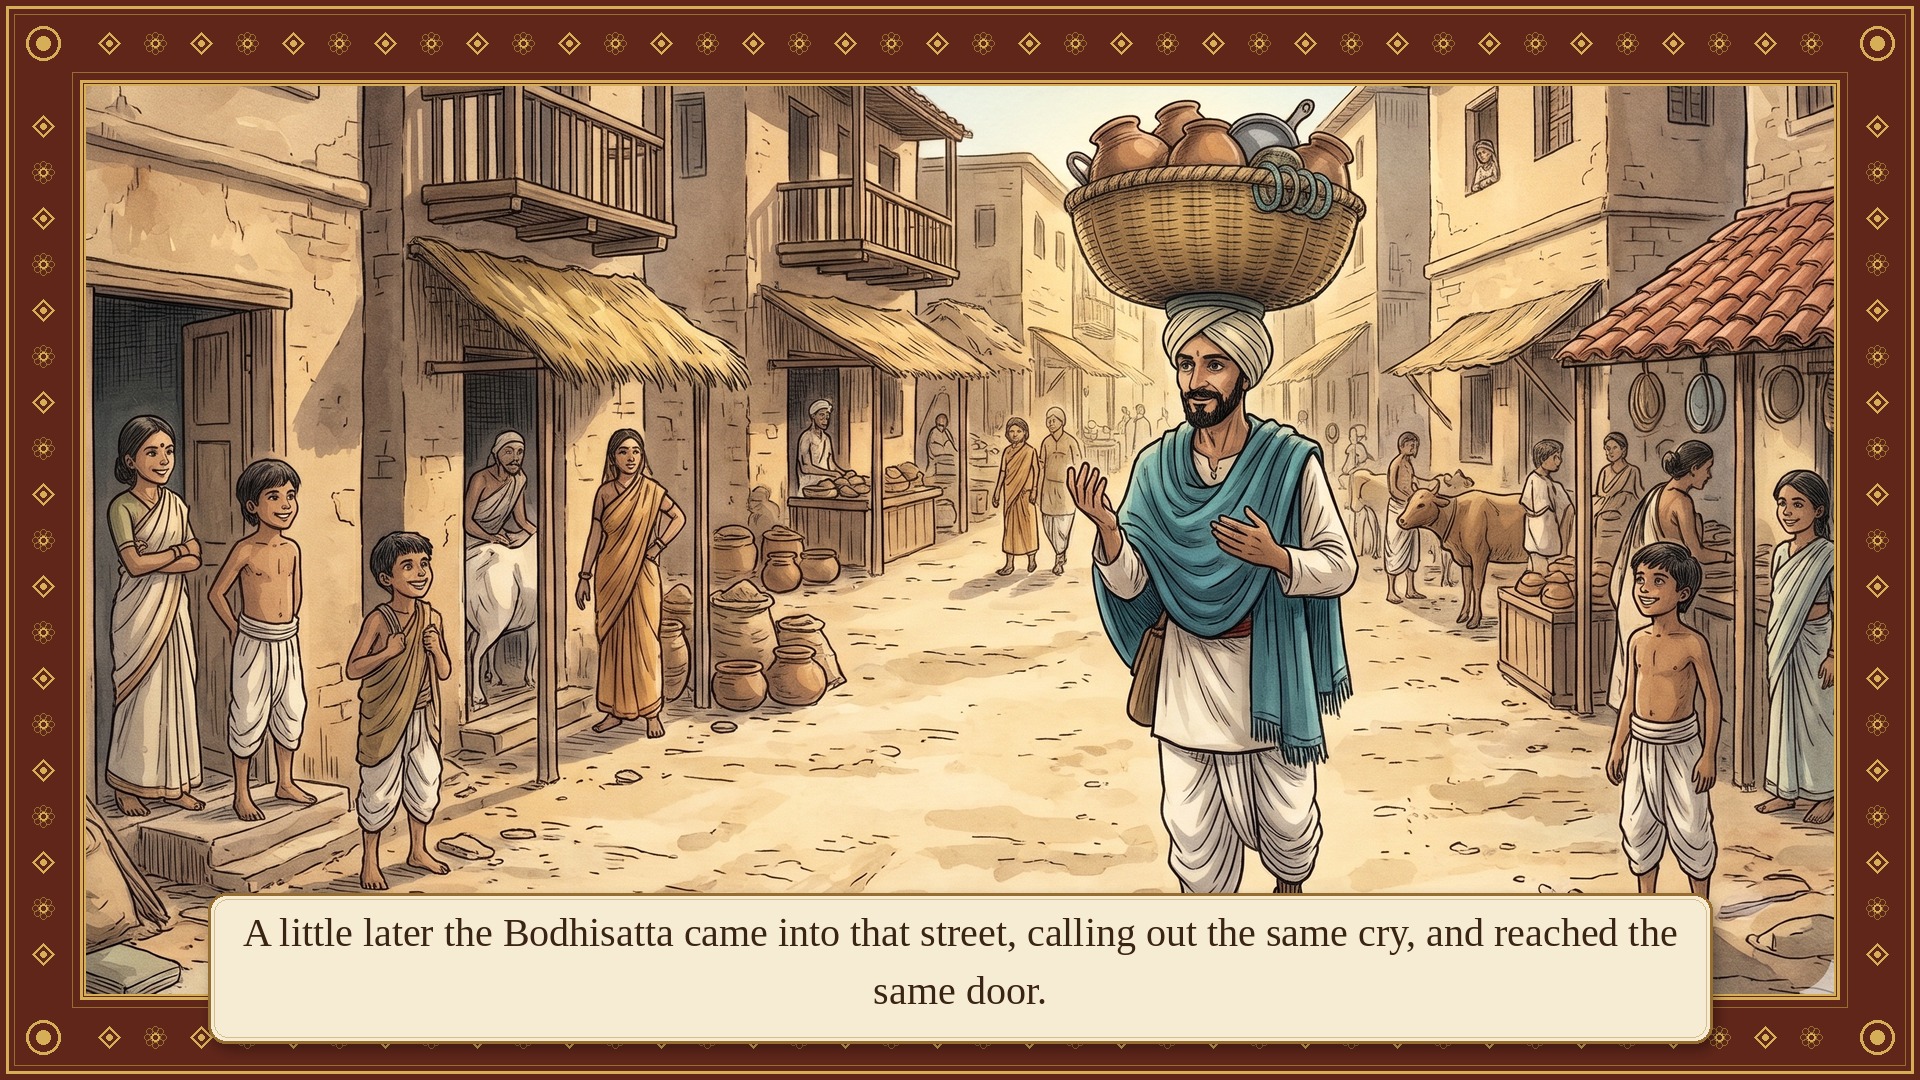 A little later the Bodhisatta came into that street, calling out the same cry, and reached the
same door.